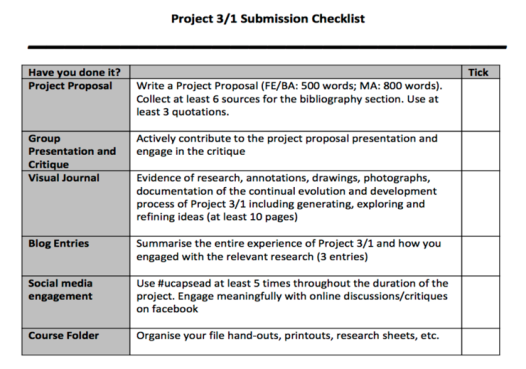 Project 3/1 Submission Checklist
Have you done it?
Tick
Project Proposal
Write a Project Proposal (FE/BA: 500 words; MA: 800 words).
Collect at least 6 sources for the bibliography section. Use at
least 3 quotations.
Group
Presentation and
Critique
Actively contribute to the project proposal presentation and
engage in the critique
Visual Journal
Evidence of research, annotations, drawings, photographs,
documentation of the continual evolution and development
process of Project 3/1 including generating, exploring and
refining ideas (at least 10 pages)
Blog Entries
Summarise the entire experience of Project 3/1 and how you
engaged with the relevant research (3 entries)
Social media
engagement
Use #ucapsead at least 5 times throughout the duration of the
project. Engage meaningfully with online discussions/critiques
on facebook
Course Folder
Organise your file hand-outs, printouts, research sheets, etc.